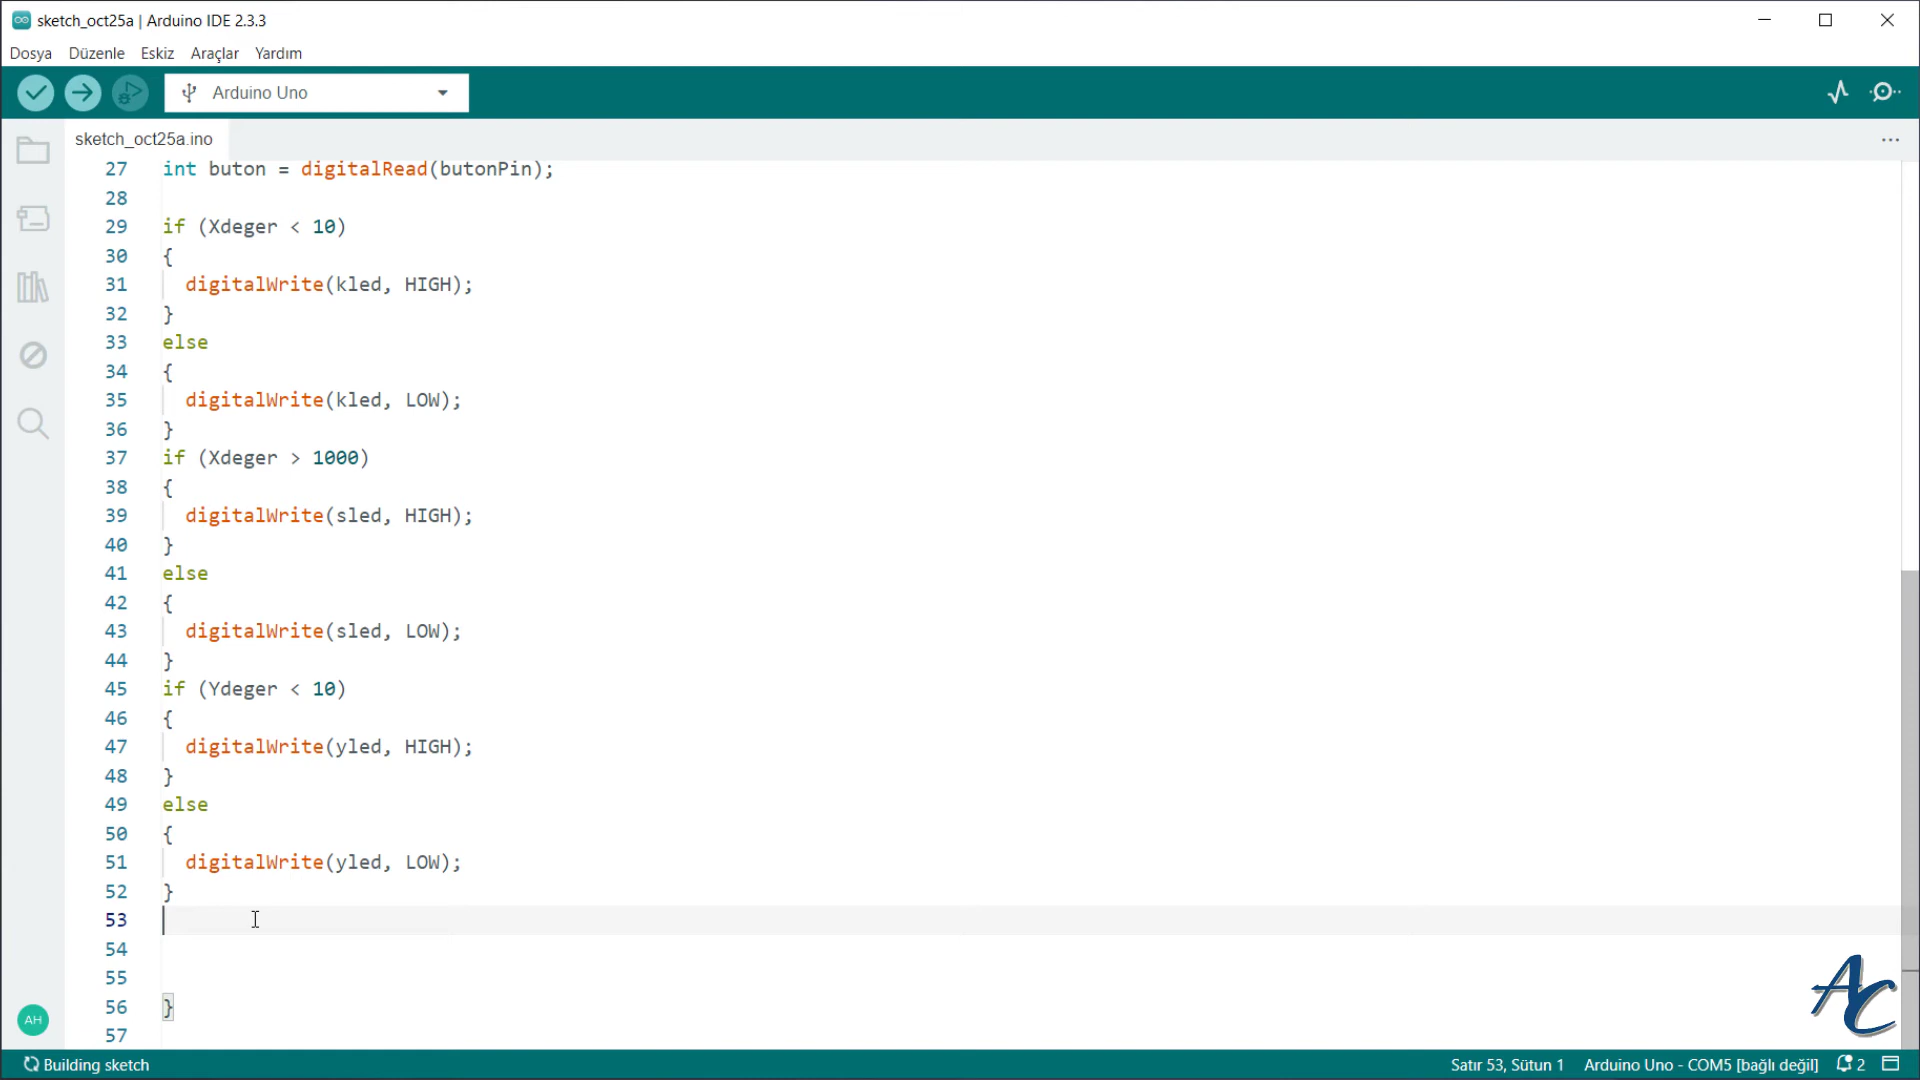 sketch_oct25a | Arduino IDE 2.3.3
Dosya Düzenle Eskiz Araçlar Yardım
Arduino Uno
sketch_oct25a.ino
27 int buton = digitalRead(butonPin);
28
29 if (Xdeger < 10)
30 {
31 digitalWrite(kled, HIGH);
32 }
33 else
34 {
35 digitalWrite(kled, LOW);
36 }
37 if (Xdeger > 1000)
38 {
39 digitalWrite(sled, HIGH);
40 }
41 else
42 {
43 digitalWrite(sled, LOW);
44 }
45 if (Ydeger < 10)
46 {
47 digitalWrite(yled, HIGH);
48 }
49 else
50 {
51 digitalWrite(yled, LOW);
52 }
53
54
55
56 }
57
AC
AH
Building sketch Satır 53, Sütun 1 Arduino Uno - COM5 [bağlı değil] 2